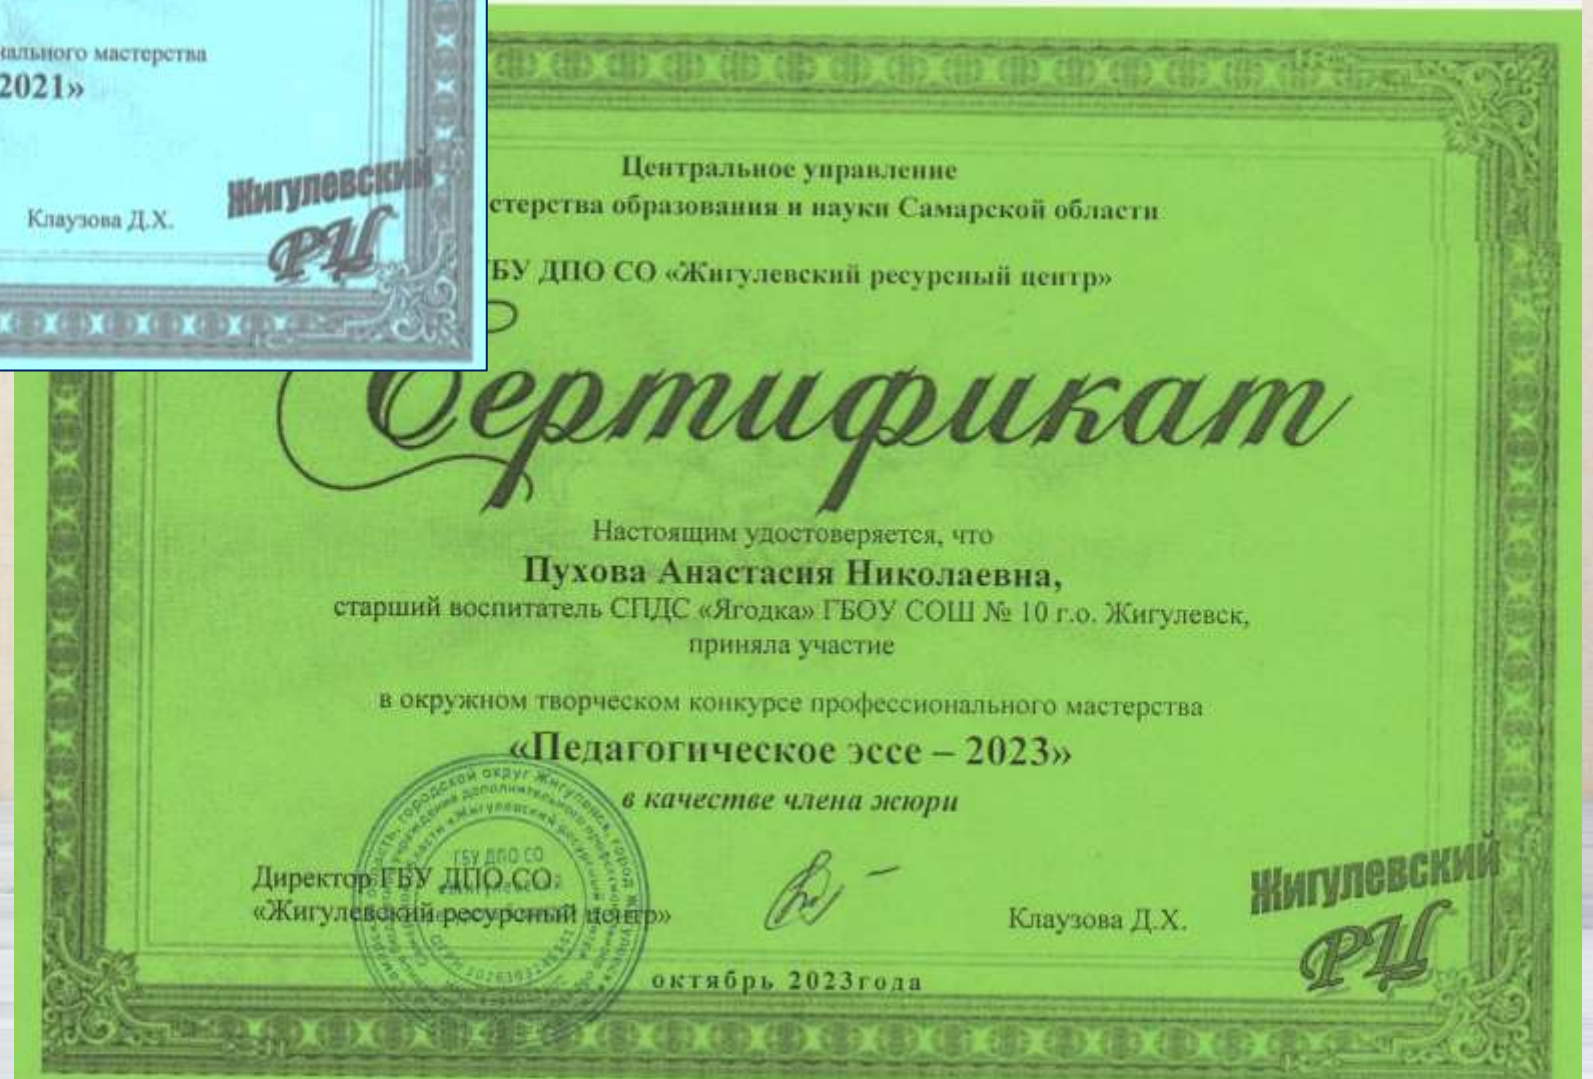 мастерства
2021»
Клаузова Д.Х.
Жигулевский
РЦ
Центральное управление
образования и науки Самарской области
ДПО СО «Жигулевский ресурсный центр»
Сертификат
Настоящим удостоверяется, что
Пухова Анастасия Николаевна,
старший воспитатель СПДС «Ягодка» ГБОУ СОШ № 10 г.о. Жигулевск,
приняла участие
в окружном творческом конкурсе профессионального мастерства
«Педагогическое эссе – 2023»
в качестве члена жюри
Директор ГБУ ДПО СО
«Жигулевский ресурсный центр»
Клаузова Д.Х.
Жигулевский
РЦ
октябрь 2023года
ГБУ ДПО СО